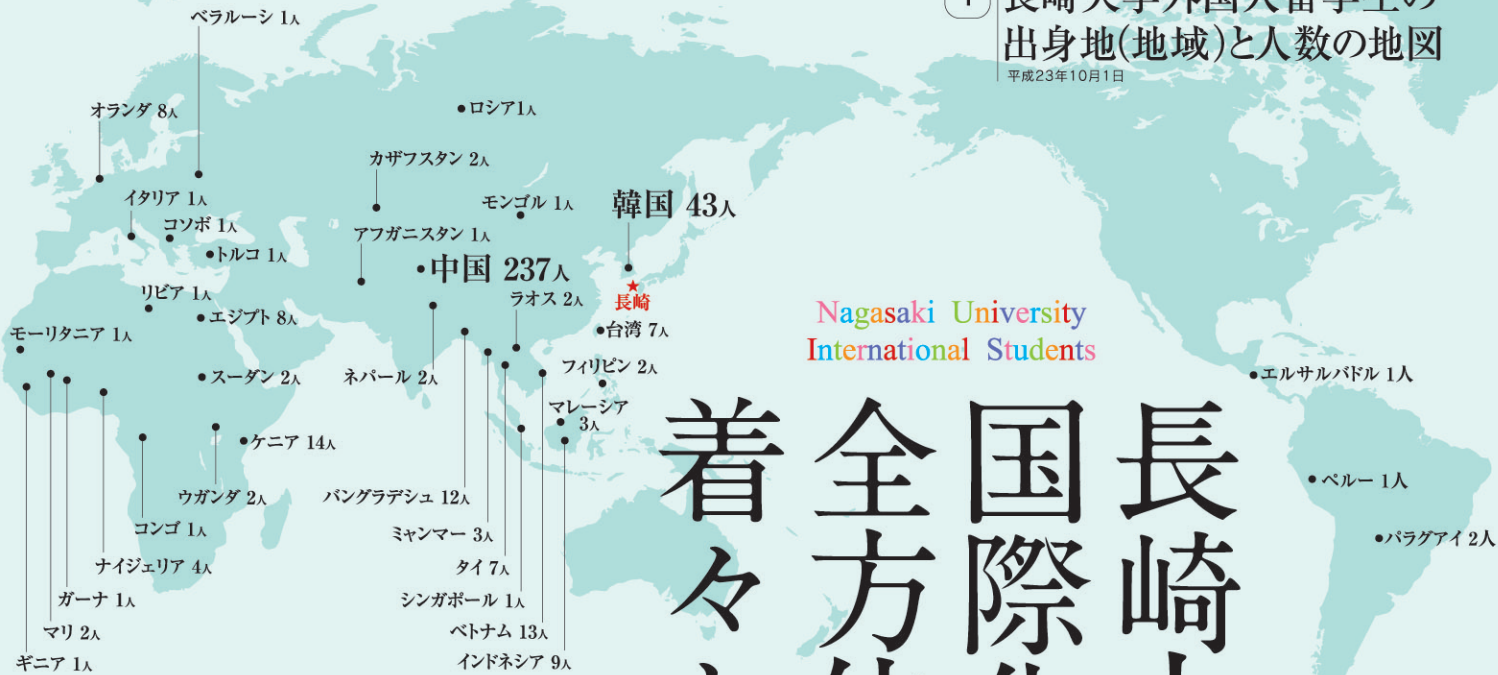 長崎大学外国人留学生の
出身地(地域)と人数の地図
平成23年10月1日
ベラルーシ 1人
オランダ 8人
ロシア1人
カザフスタン 2人
イタリア 1人
モンゴル 1人
韓国 43人
コソボ 1人
アフガニスタン 1人
トルコ 1人
中国 237人
リビア 1人
ラオス 2人
長崎
エジプト 8人
台湾 7人
モーリタニア 1人
フィリピン 2人
スーダン 2人
ネパール 2人
マレーシア
3人
ケニア 14人
ウガンダ 2人
バングラデシュ 12人
コンゴ 1人
ミャンマー 3人
ナイジェリア 4人
タイ 7人
ガーナ 1人
シンガポール 1人
マリ 2人
ベトナム 13人
ギニア 1人
インドネシア 9人
Nagasaki University
International Students
エルサルバドル 1人
ペルー 1人
パラグアイ 2人
長崎
国際
全方
着々